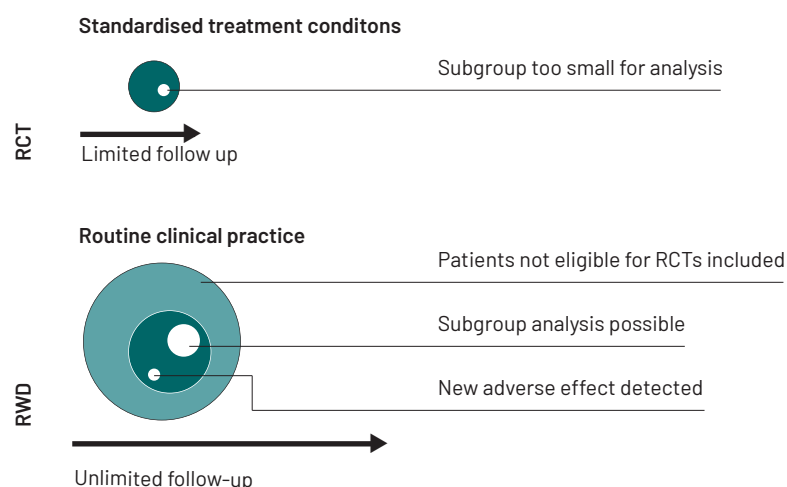 Standardised treatment conditons
Subgroup too small for analysis
RCT
Limited follow up
Routine clinical practice
Patients not eligible for RCTs included
Subgroup analysis possible
New adverse effect detected
RWD
Unlimited follow-up